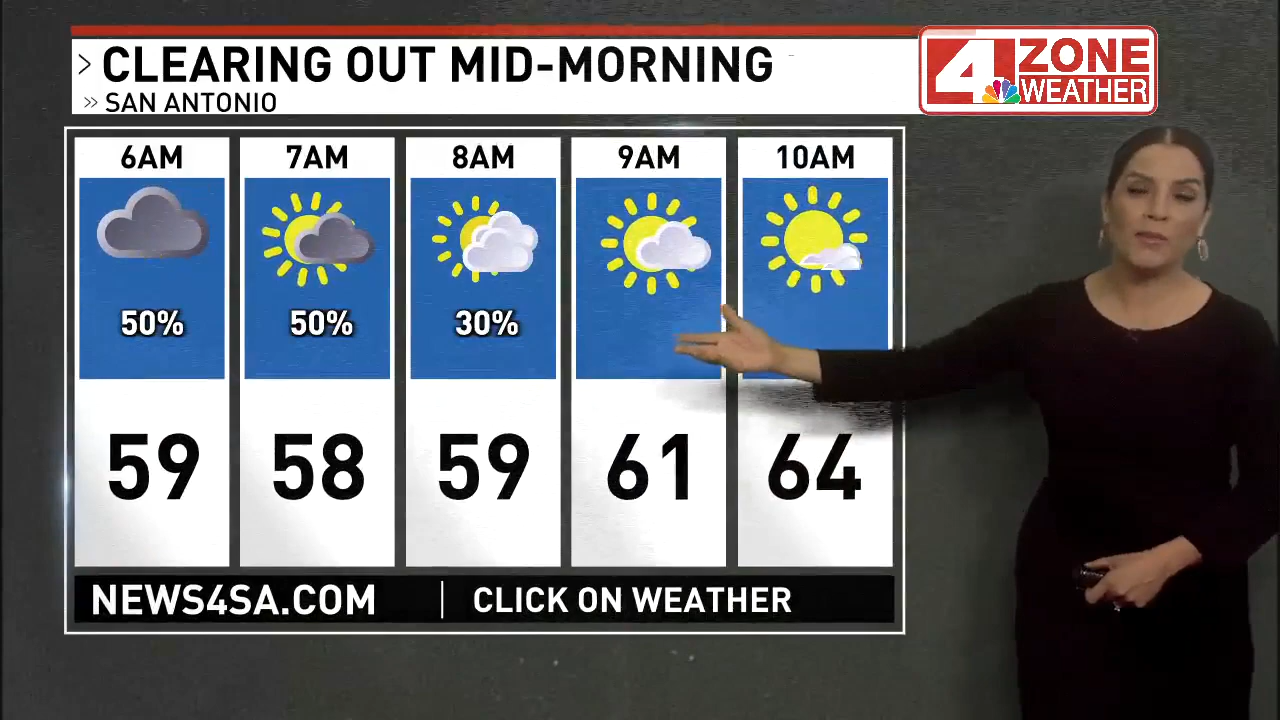 > CLEARING OUT MID-MORNING
>> SAN ANTONIO
4 ZONE
WEATHER
6AM 7AM 8AM 9AM 10AM
50% 50% 30%
59 58 59 61 64
NEWS4SA.COM | CLICK ON WEATHER